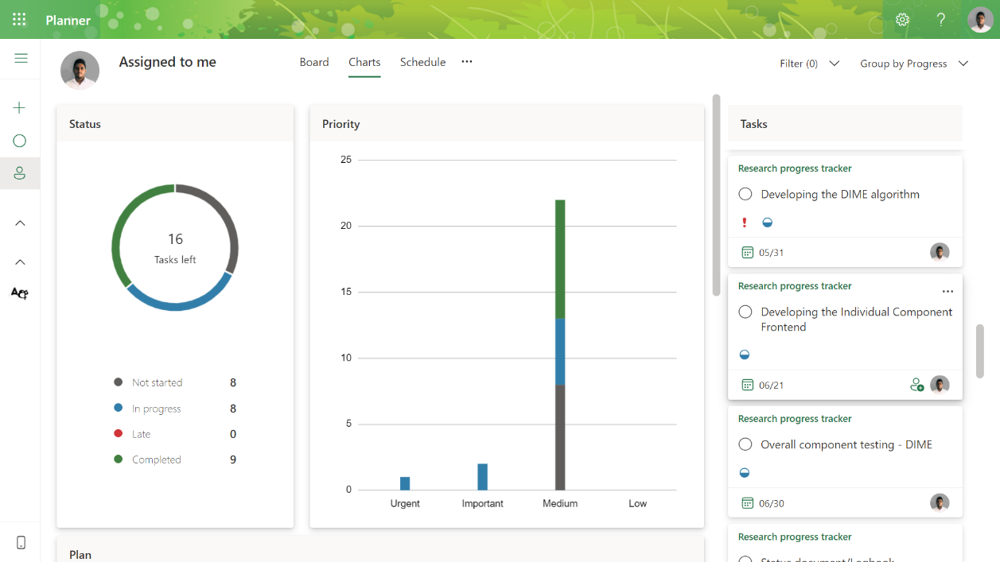 Planner
?
Assigned to me
Board
Charts
Schedule
Filter (0)
Group by Progress
Status
16
Tasks left
Not started 8
In progress 8
Late 0
Completed 9
Priority
25
20
15
10
5
0
Urgent
Important
Medium
Low
Plan
Tasks
Research progress tracker
Developing the DIME algorithm
05/31
Research progress tracker
Developing the Individual Component
Frontend
06/21
Research progress tracker
Overall component testing - DIME
06/30
Research progress tracker
Status document/Logbook